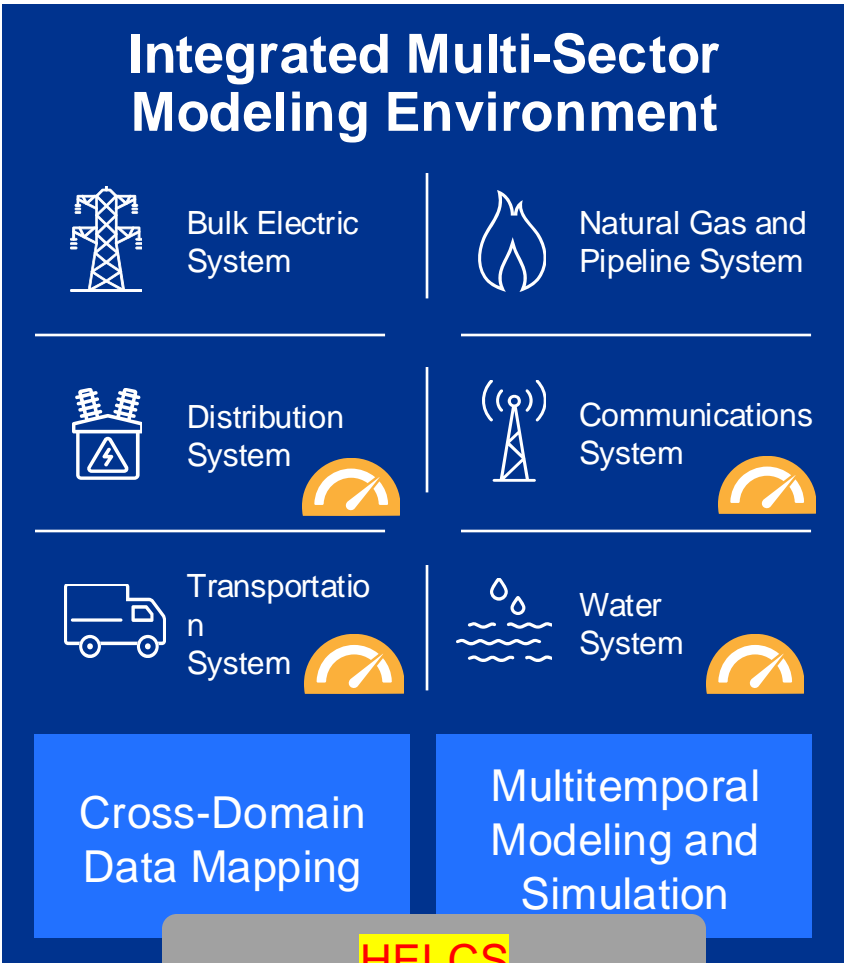 Integrated Multi-Sector
Modeling Environment
Bulk Electric
System
Natural Gas and
Pipeline System
Distribution
System
Communications
System
Transportatio
n
System
Water
System
Cross-Domain
Data Mapping
Multitemporal
Modeling and
Simulation
HELCS